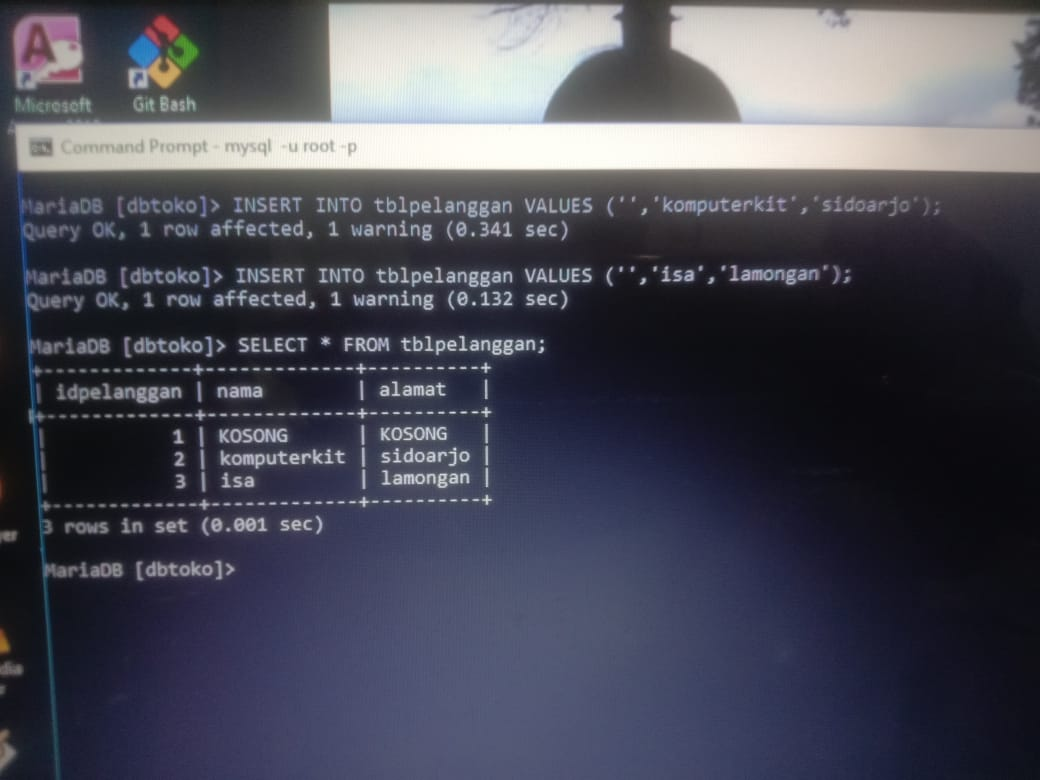 Microsoft
Git Bash
Command Prompt - mysql -u root -p
MariaDB [dbtoko]> INSERT INTO tblpelanggan VALUES ('','komputerkit','sidoarjo');
Query OK, 1 row affected, 1 warning (0.341 sec)
MariaDB [dbtoko]> INSERT INTO tblpelanggan VALUES ('','isa','lamongan');
Query OK, 1 row affected, 1 warning (0.132 sec)
MariaDB [dbtoko]> SELECT * FROM tblpelanggan;
+-------------+-------------+----------+
| idpelanggan | nama        | alamat   |
+-------------+-------------+----------+
|           1 | KOSONG      | KOSONG   |
|           2 | komputerkit | sidoarjo |
|           3 | isa         | lamongan |
+-------------+-------------+----------+
3 rows in set (0.001 sec)
MariaDB [dbtoko]>